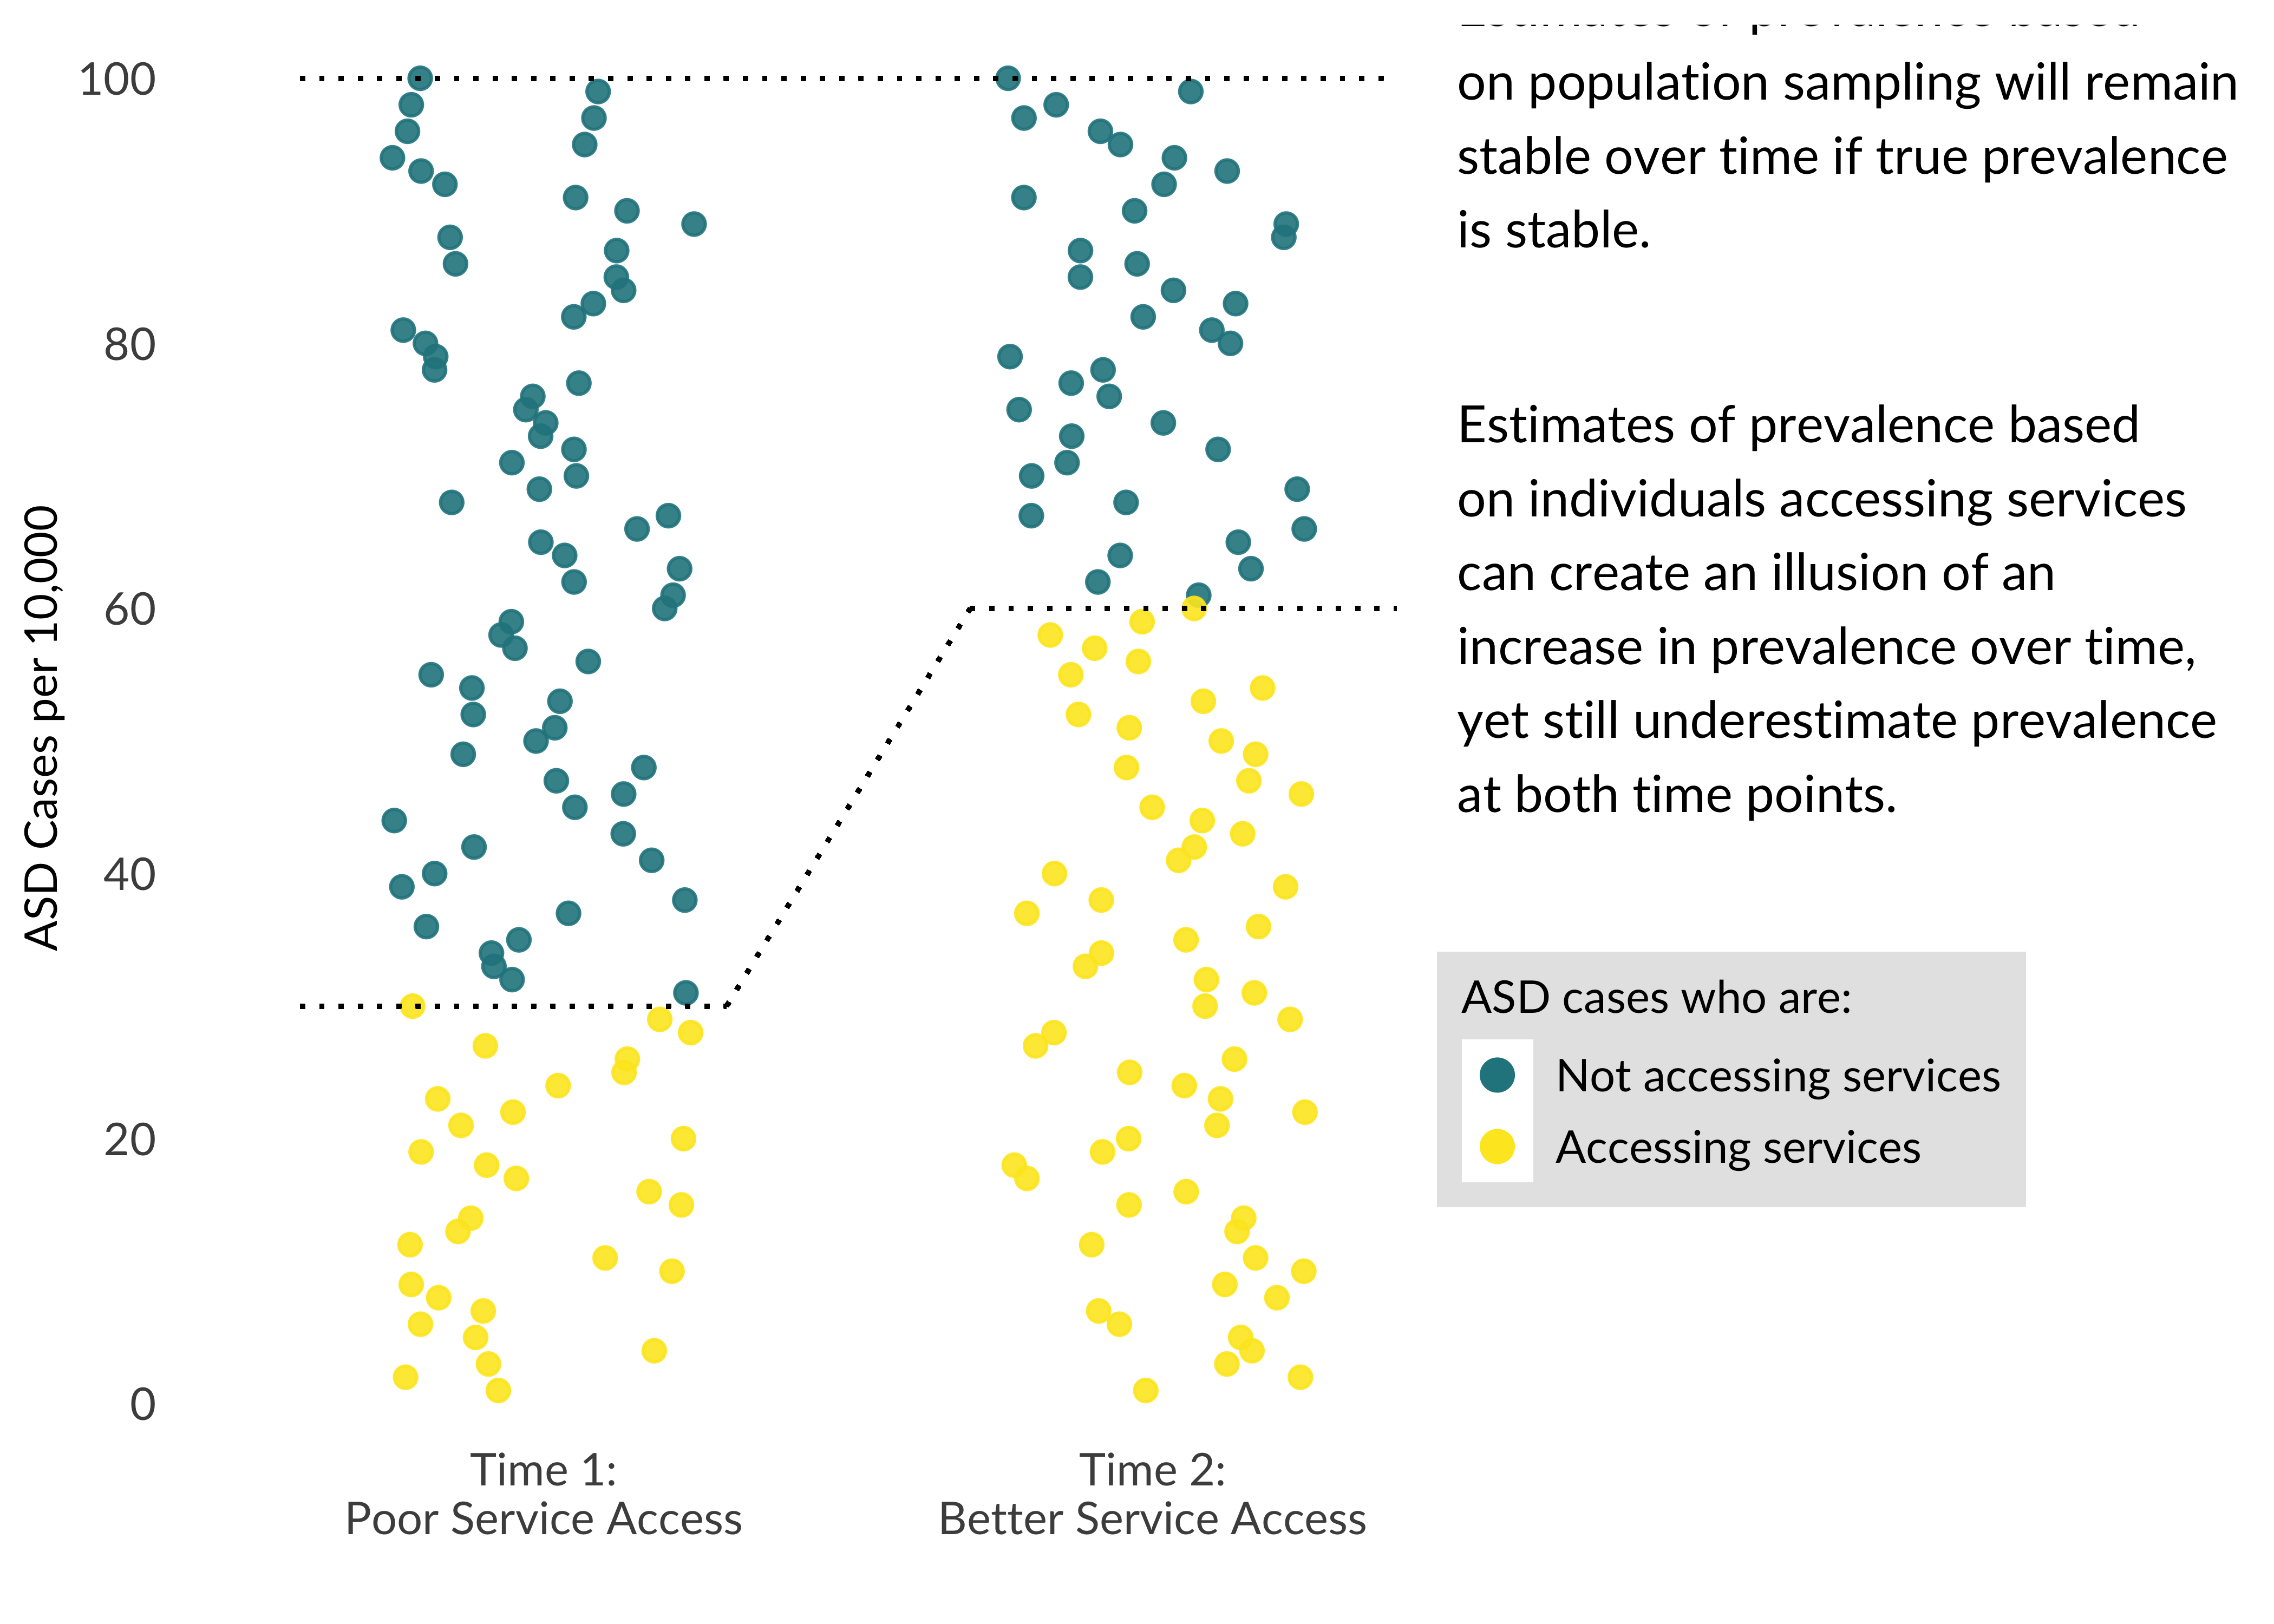 on population sampling will remain
stable over time if true prevalence
is stable.
Estimates of prevalence based
on individuals accessing services
can create an illusion of an
increase in prevalence over time,
yet still underestimate prevalence
at both time points.
ASD Cases per 10,000
100
80
60
40
20
0
Time 1:
Poor Service Access
Time 2:
Better Service Access
ASD cases who are:
Not accessing services
Accessing services